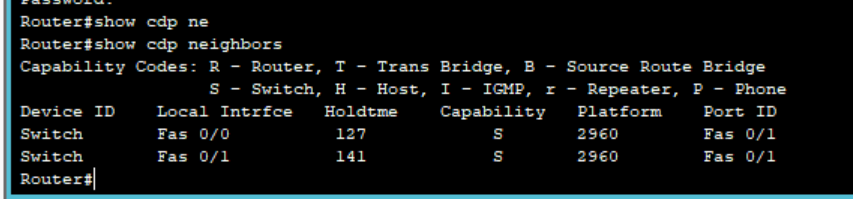 Password:
Router#show cdp ne
Router#show cdp neighbors
Capability Codes: R - Router, T - Trans Bridge, B - Source Route Bridge
S - Switch, H - Host, I - IGMP, r - Repeater, P - Phone
Device ID Local Intrfce Holdtme Capability Platform Port ID
Switch Fas 0/0 127 S 2960 Fas 0/1
Switch Fas 0/1 141 S 2960 Fas 0/1
Router#